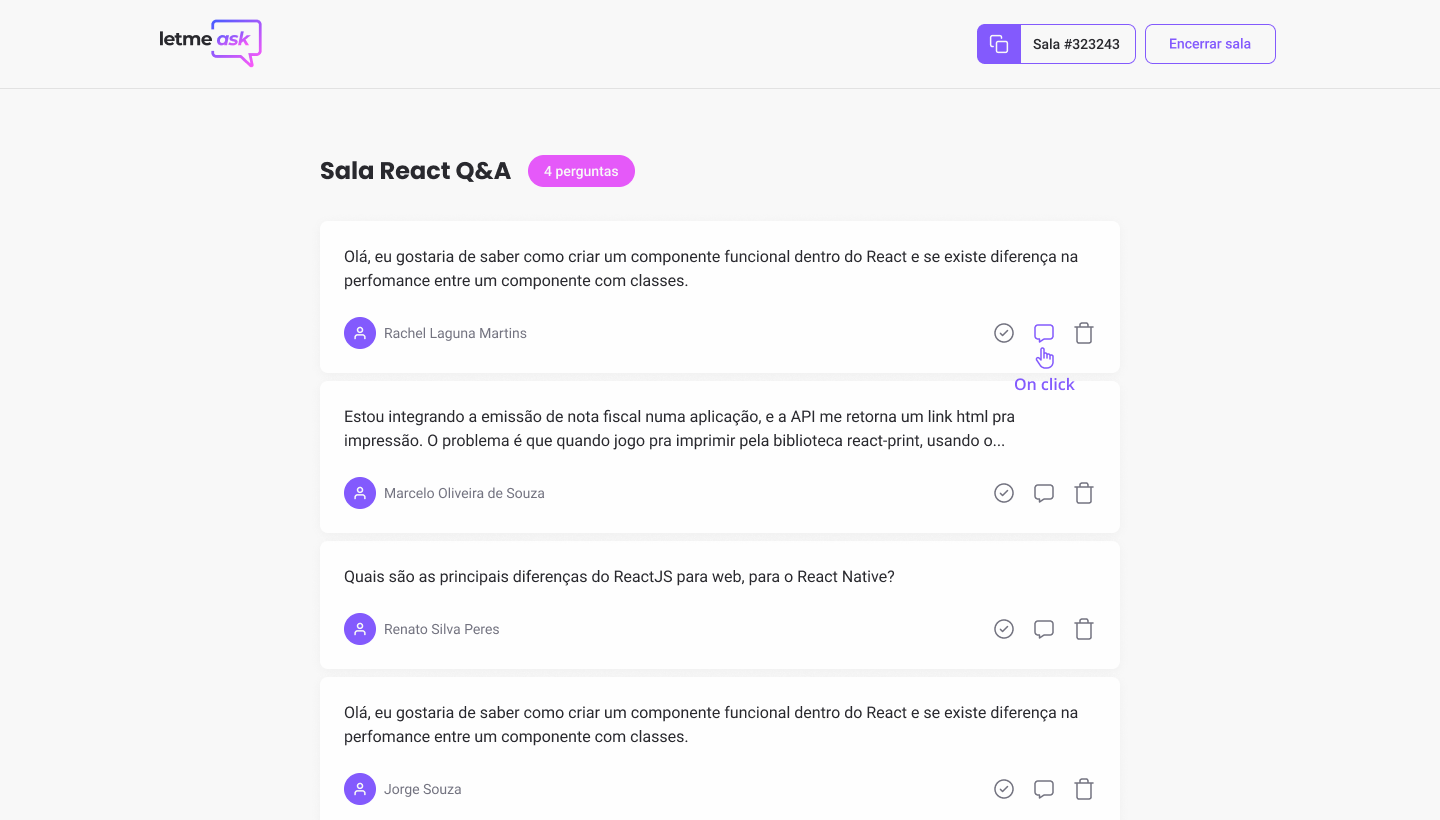 letme ask
Sala #323243
Encerrar sala
Sala React Q&A
4 perguntas
Olá, eu gostaria de saber como criar um componente funcional dentro do React e se existe diferença na
perfomance entre um componente com classes.
Rachel Laguna Martins
On click
Estou integrando a emissão de nota fiscal numa aplicação, e a API me retorna um link html pra
impressão. O problema é que quando jogo pra imprimir pela biblioteca react-print, usando o...
Marcelo Oliveira de Souza
Quais são as principais diferenças do ReactJS para web, para o React Native?
Renato Silva Peres
Olá, eu gostaria de saber como criar um componente funcional dentro do React e se existe diferença na
perfomance entre um componente com classes.
Jorge Souza